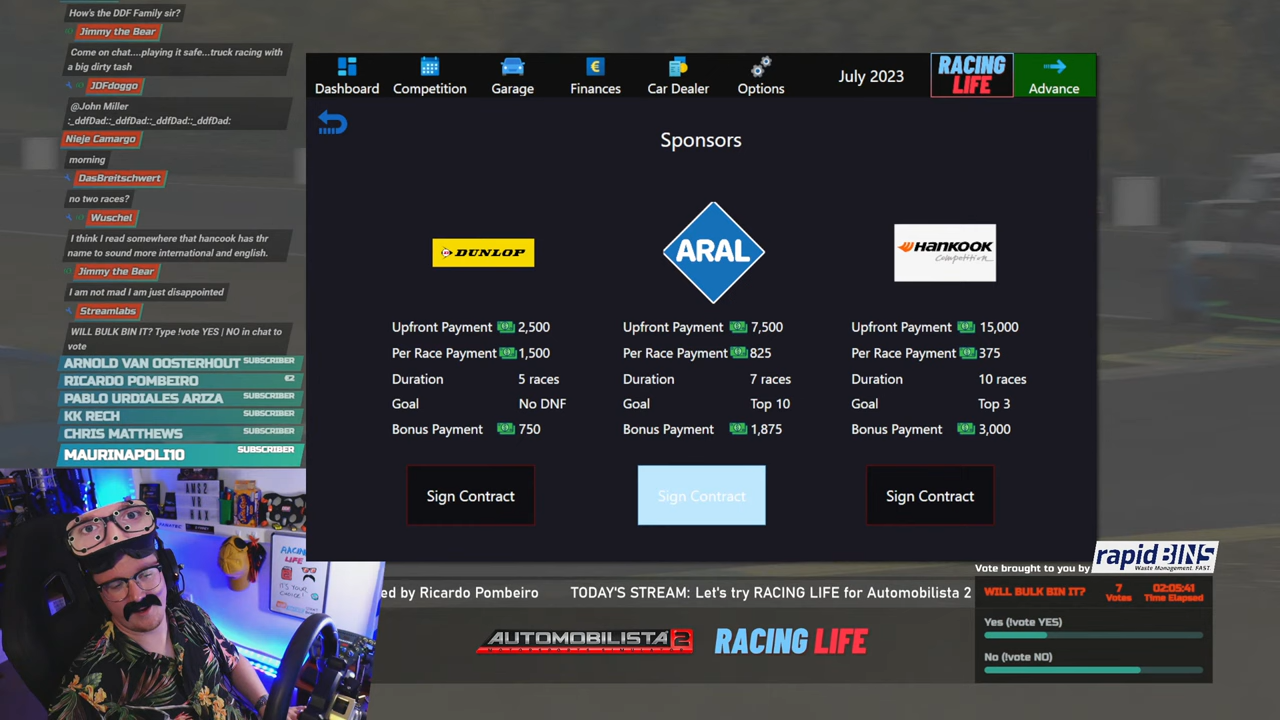 How's the DDF Family sir?
Jimmy the Bear
Come on chat....playing it safe...truck racing with
a big dirty tash
JDFdoggo
@John Miller
:_ddfDad::_ddfDad::_ddfDad::_ddfDad:
Nieje Camargo
morning
DasBreitschwert
no two races?
Wuschel
I think I read somewhere that hancook has thr
name to sound more international and english.
Jimmy the Bear
I am not mad I am just disappointed
Streamlabs
WILL BULK BIN IT? Type !vote YES | NO in chat to
vote
ARNOLD VAN OOSTERHOUT SUBSCRIBER
RICARDO POMBEIRO €2
PABLO URDIALES ARIZA SUBSCRIBER
KK RECH SUBSCRIBER
CHRIS MATTHEWS SUBSCRIBER
MAURINAPOLI10 SUBSCRIBER
Dashboard Competition Garage Finances Car Dealer Options July 2023 RACING LIFE Advance
Sponsors
DUNLOP ARAL HANKOOK
Competition
Upfront Payment 2,500 Upfront Payment 7,500 Upfront Payment 15,000
Per Race Payment 1,500 Per Race Payment 825 Per Race Payment 375
Duration 5 races Duration 7 races Duration 10 races
Goal No DNF Goal Top 10 Goal Top 3
Bonus Payment 750 Bonus Payment 1,875 Bonus Payment 3,000
Sign Contract Sign Contract Sign Contract
AMS2
VR
RACING
LIFE
IT'S YOUR
CHOICE!
ed by Ricardo Pombeiro TODAY'S STREAM: Let's try RACING LIFE for Automobilista 2
AUTOMOBILISTA 2 RACING LIFE
rapidBINS
Waste Management. FAST.
Vote brought to you by
WILL BULK BIN IT? 7 Votes 02:05:41 Time Elapsed
Yes (!vote YES)
No (!vote NO)